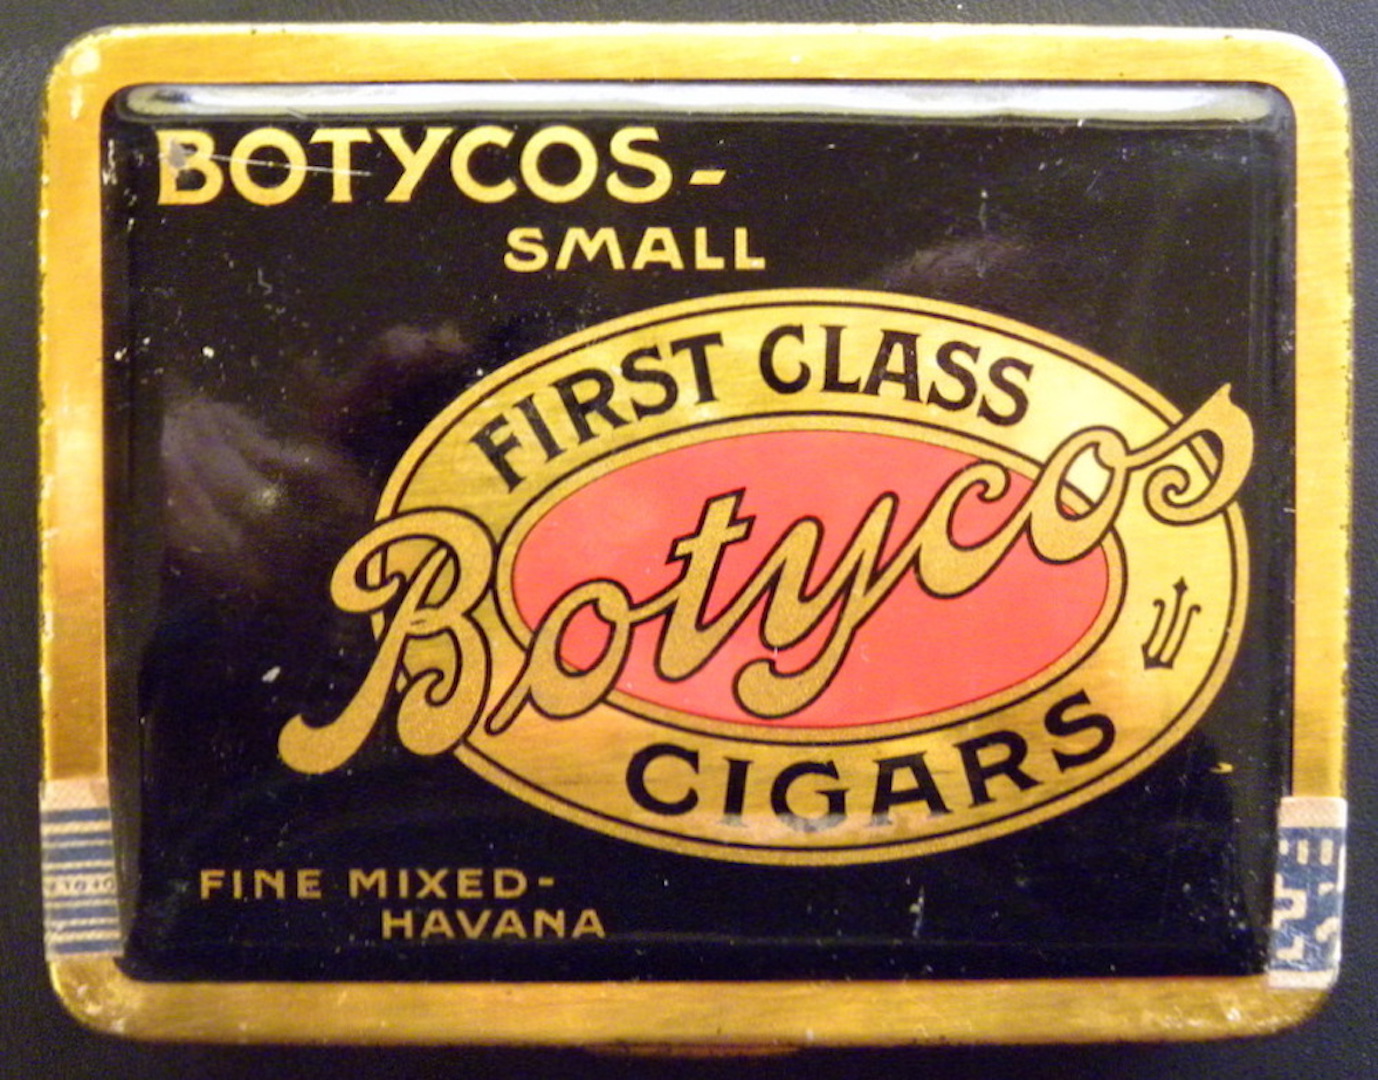 BOTYCOS-
SMALL
FIRST CLASS
Botycos
CIGARS
FINE MIXED-
HAVANA